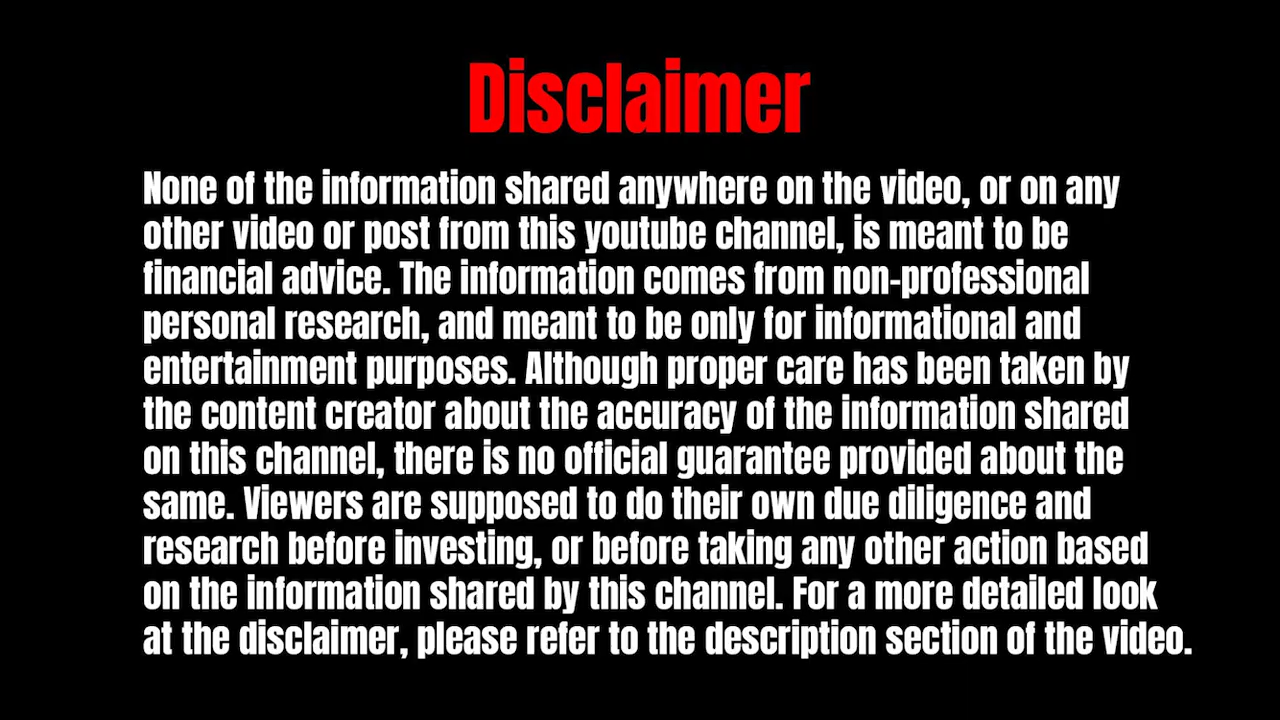 Disclaimer
None of the information shared anywhere on the video, or on any
other video or post from this youtube channel, is meant to be
financial advice. The information comes from non-professional
personal research, and meant to be only for informational and
entertainment purposes. Although proper care has been taken by
the content creator about the accuracy of the information shared
on this channel, there is no official guarantee provided about the
same. Viewers are supposed to do their own due diligence and
research before investing, or before taking any other action based
on the information shared by this channel. For a more detailed look
at the disclaimer, please refer to the description section of the video.